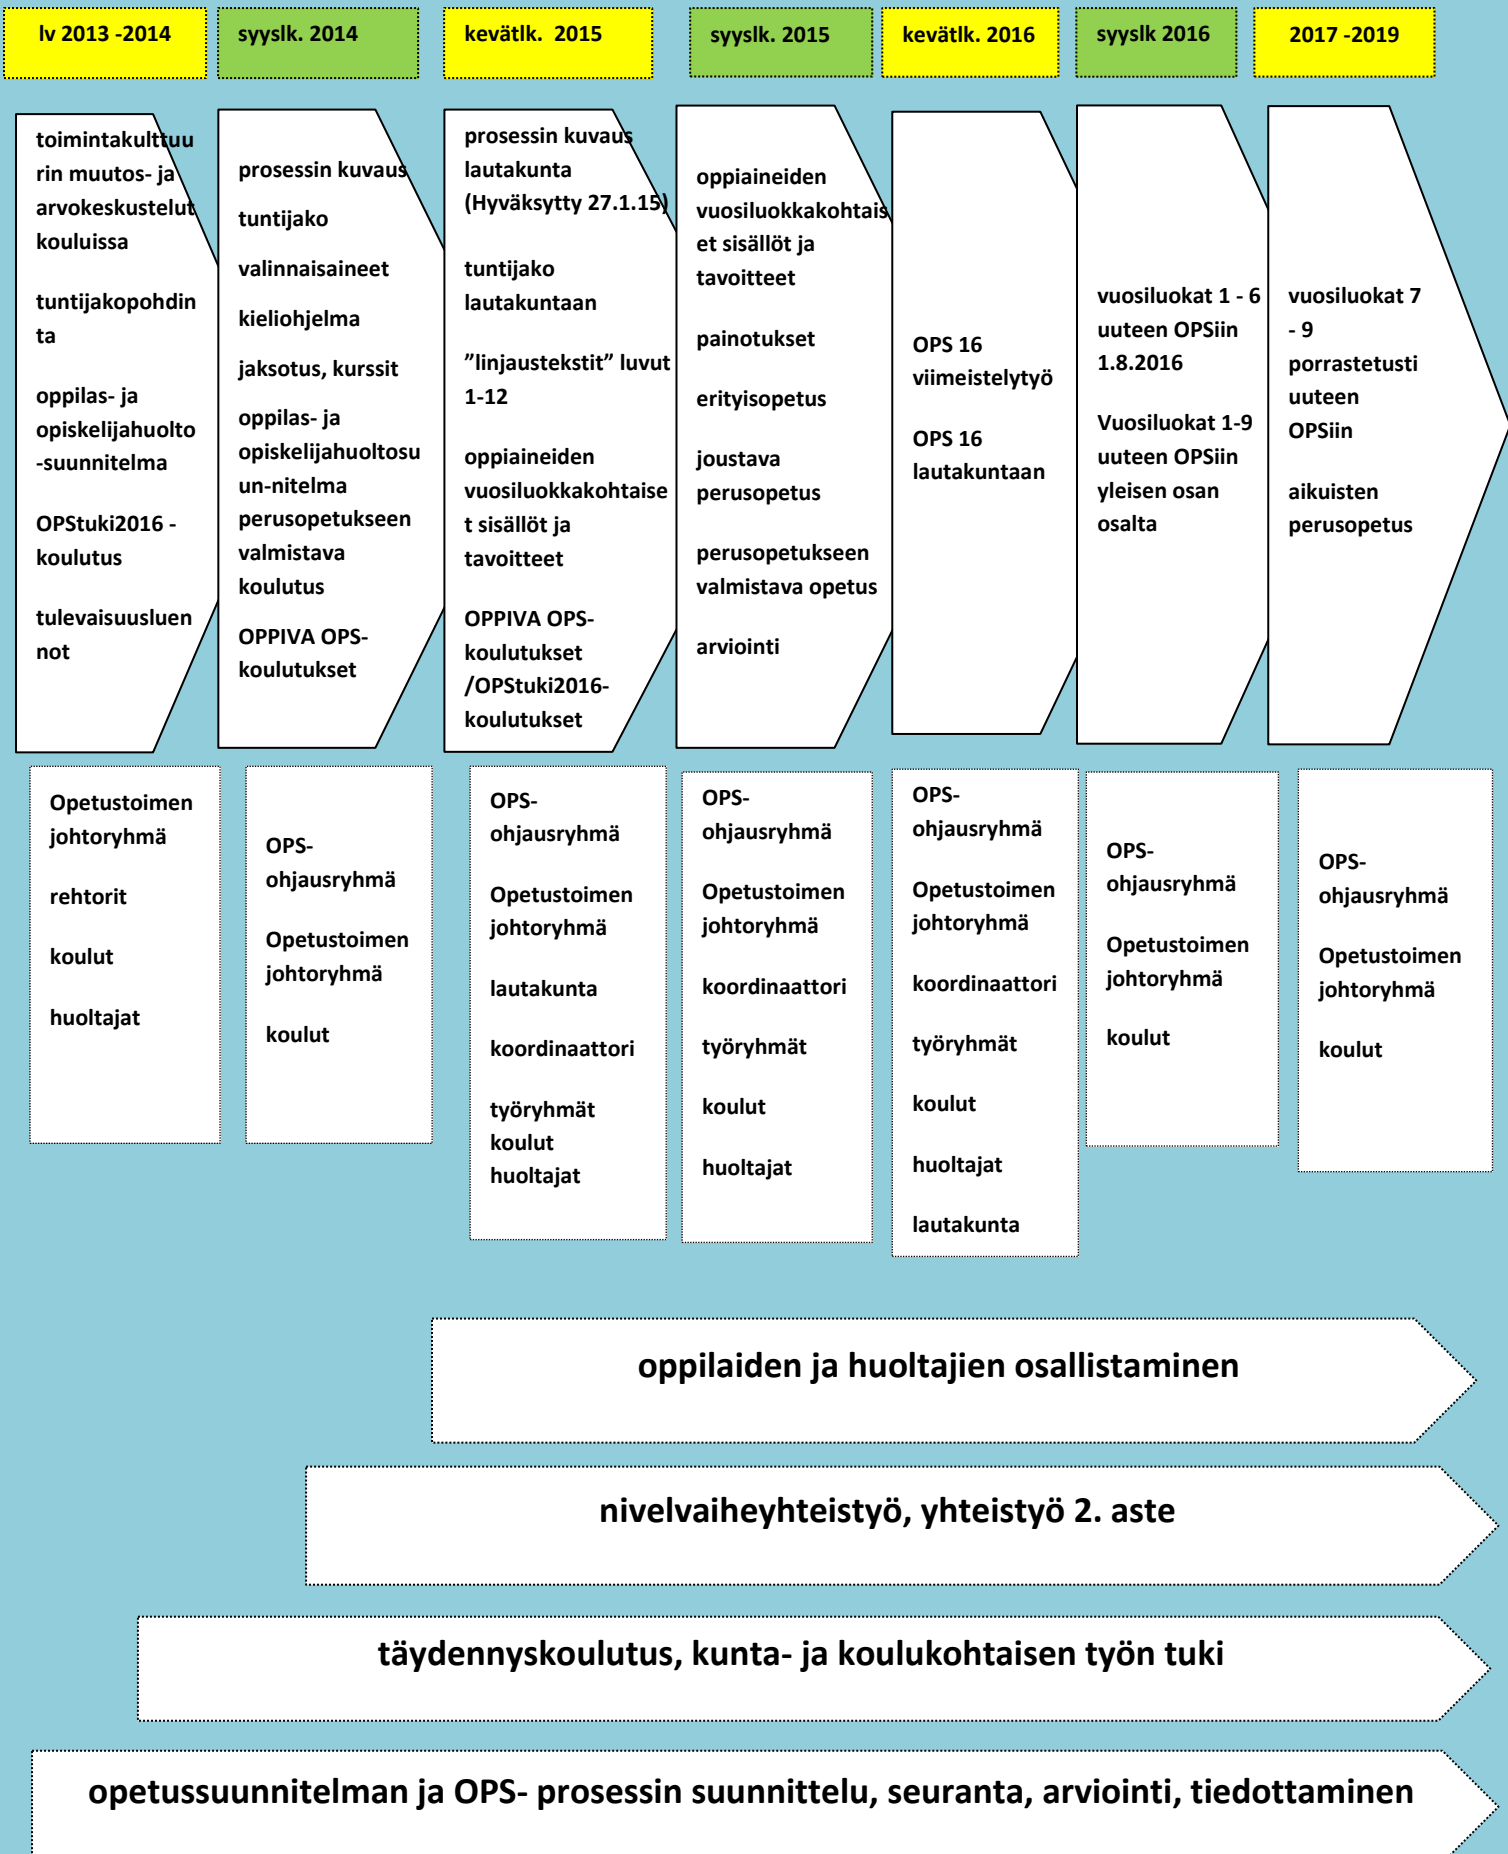 lv 2013 -2014
syyslk. 2014
kevätlk.  2015
syyslk. 2015
kevätlk. 2016
syyslk 2016
2017 -2019
toimintakulttuu
rin muutos- ja
arvokeskustelut
kouluissa
tuntijakopohdin
ta
oppilas- ja
opiskelijahuolto
-suunnitelma
OPStuki2016 -
koulutus
tulevaisuusluen
not
prosessin kuvaus
tuntijako
valinnaisaineet
kieliohjelma
jaksotus, kurssit
oppilas- ja
opiskelijahuoltosu
un-nitelma
perusopetukseen
valmistava
koulutus
OPPIVA OPS-
koulutukset
prosessin kuvaus
lautakunta
(Hyväksytty 27.1.15)
tuntijako
lautakuntaan
”linjaustekstit” luvut
1-12
oppiaineiden
vuosiluokkakohtaise
t sisällöt ja
tavoitteet
OPPIVA OPS-
koulutukset
/OPStuki2016-
koulutukset
oppiaineiden
vuosiluokkakohtais
et sisällöt ja
tavoitteet
painotukset
erityisopetus
joustava
perusopetus
perusopetukseen
valmistava opetus
arviointi
OPS 16
viimeistelytyö
OPS 16
lautakuntaan
vuosiluokat 1 - 6
uuteen OPSiin
1.8.2016
Vuosiluokat 1-9
uuteen OPSiin
yleisen osan
osalta
vuosiluokat 7
- 9
porrastetusti
uuteen
OPSiin
aikuisten
perusopetus
Opetustoimen
johtoryhmä
rehtorit
koulut
huoltajat
OPS-
ohjausryhmä
Opetustoimen
johtoryhmä
koulut
OPS-
ohjausryhmä
Opetustoimen
johtoryhmä
lautakunta
koordinaattori
työryhmät
koulut
huoltajat
OPS-
ohjausryhmä
Opetustoimen
johtoryhmä
koordinaattori
työryhmät
koulut
huoltajat
OPS-
ohjausryhmä
Opetustoimen
johtoryhmä
koordinaattori
työryhmät
koulut
huoltajat
lautakunta
OPS-
ohjausryhmä
Opetustoimen
johtoryhmä
koulut
OPS-
ohjausryhmä
Opetustoimen
johtoryhmä
koulut
oppilaiden ja huoltajien osallistaminen
nivelvaiheyhteistyö, yhteistyö 2. aste
täydennyskoulutus, kunta- ja koulukohtaisen työn tuki
opetussuunnitelman ja OPS- prosessin suunnittelu, seuranta, arviointi, tiedottaminen